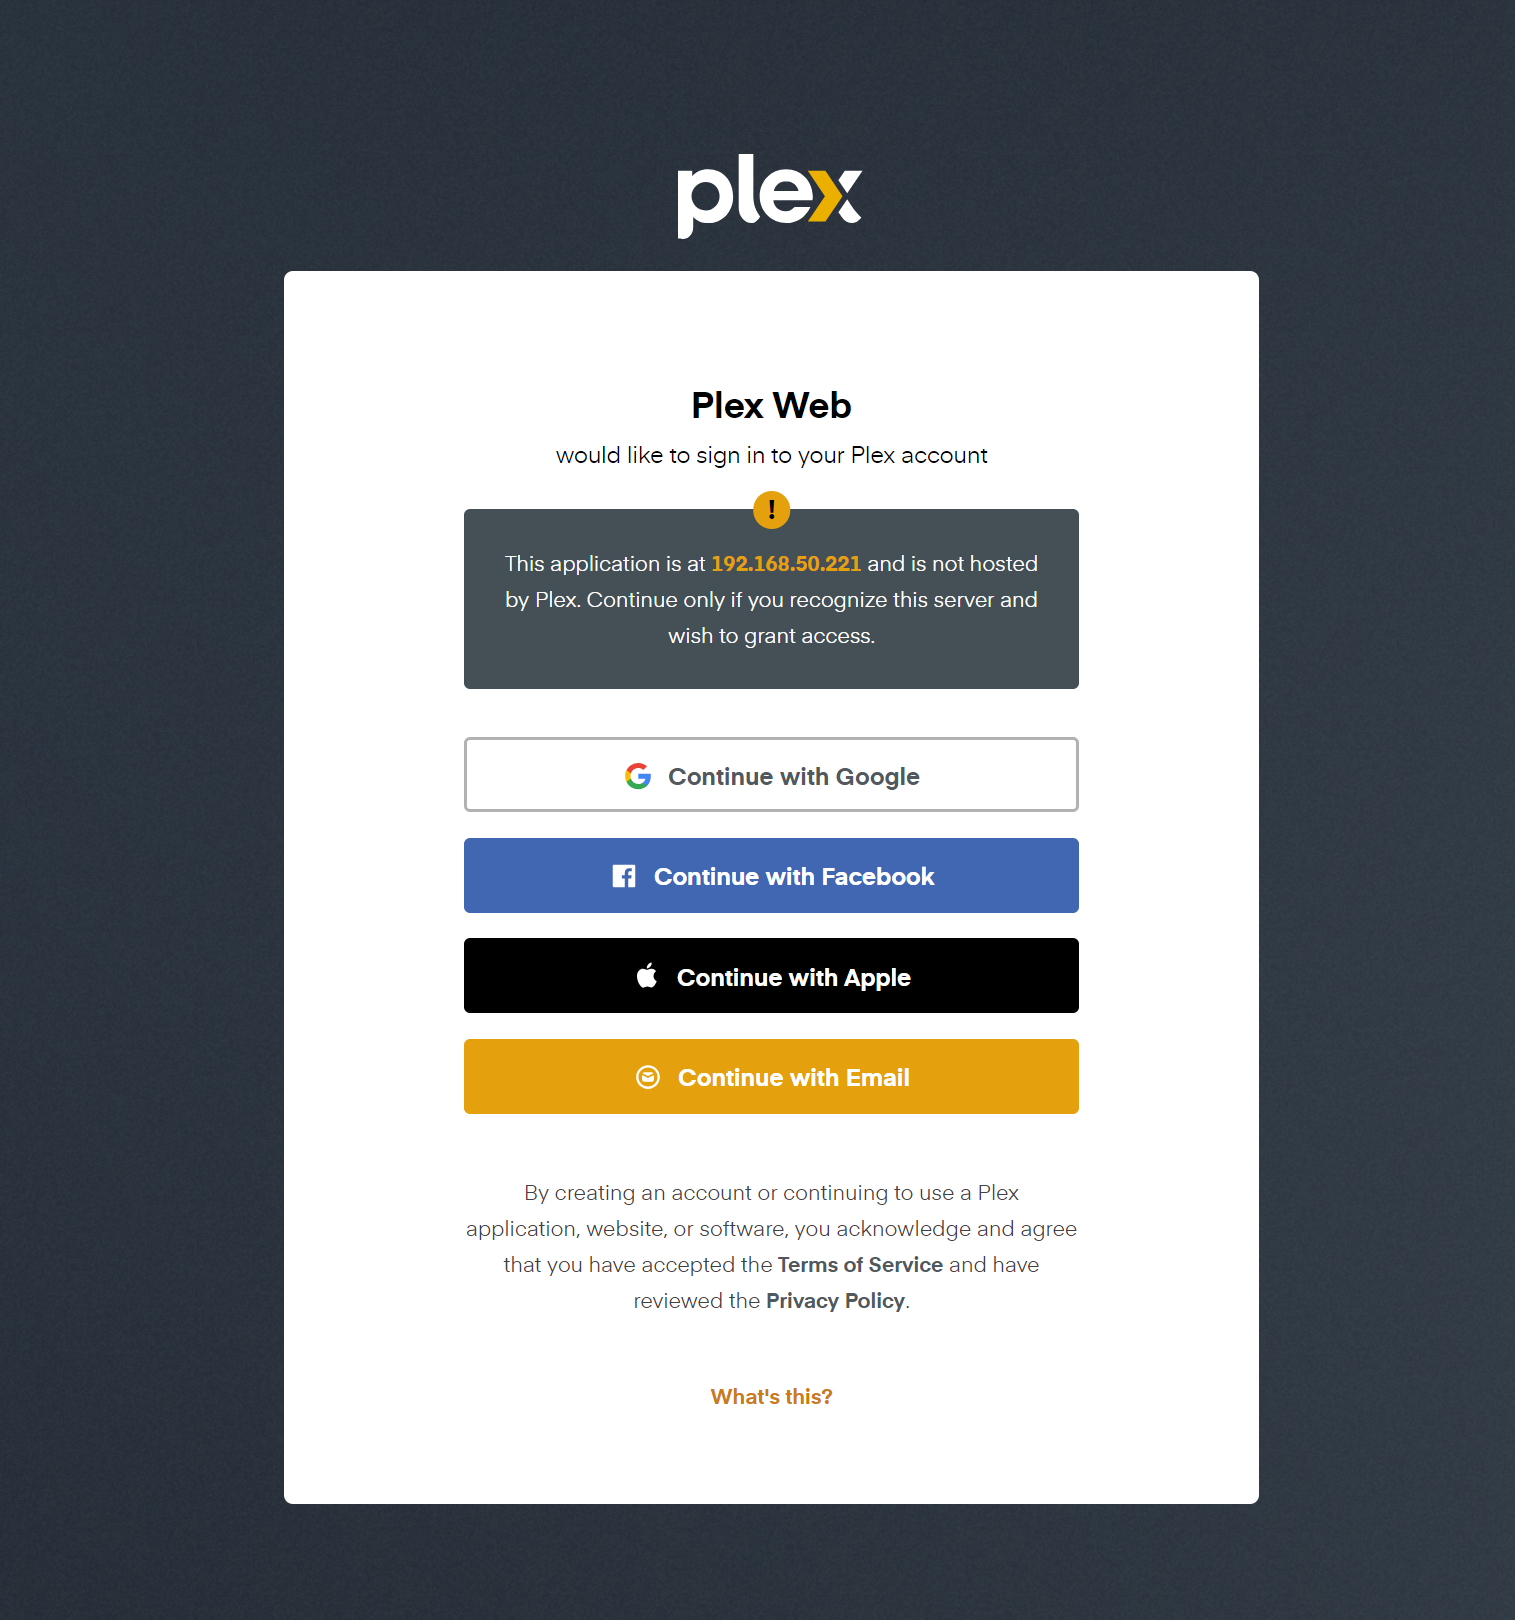 plex
Plex Web
would like to sign in to your Plex account
!
This application is at 192.168.50.221 and is not hosted
by Plex. Continue only if you recognize this server and
wish to grant access.
Continue with Google
Continue with Facebook
Continue with Apple
Continue with Email
By creating an account or continuing to use a Plex
application, website, or software, you acknowledge and agree
that you have accepted the Terms of Service and have
reviewed the Privacy Policy.
What's this?